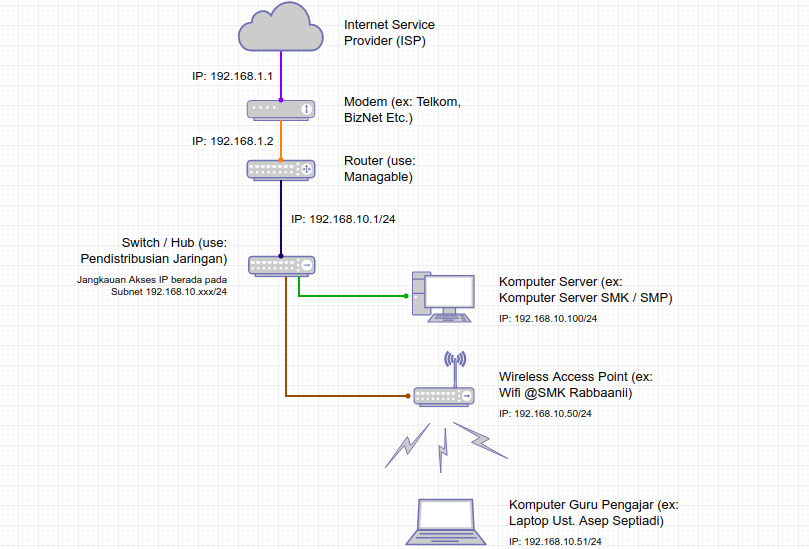 Internet Service
Provider (ISP)
IP: 192.168.1.1
Modem (ex: Telkom,
BizNet Etc.)
IP: 192.168.1.2
Router (use:
Managable)
IP: 192.168.10.1/24
Switch / Hub (use:
Pendistribusian Jaringan)
Jangkauan Akses IP berada pada
Subnet 192.168.10.xxx/24
Komputer Server (ex:
Komputer Server SMK / SMP)
IP: 192.168.10.100/24
Wireless Access Point (ex:
Wifi @SMK Rabbaanii)
IP: 192.168.10.50/24
Komputer Guru Pengajar (ex:
Laptop Ust. Asep Septiadi)
IP: 192.168.10.51/24